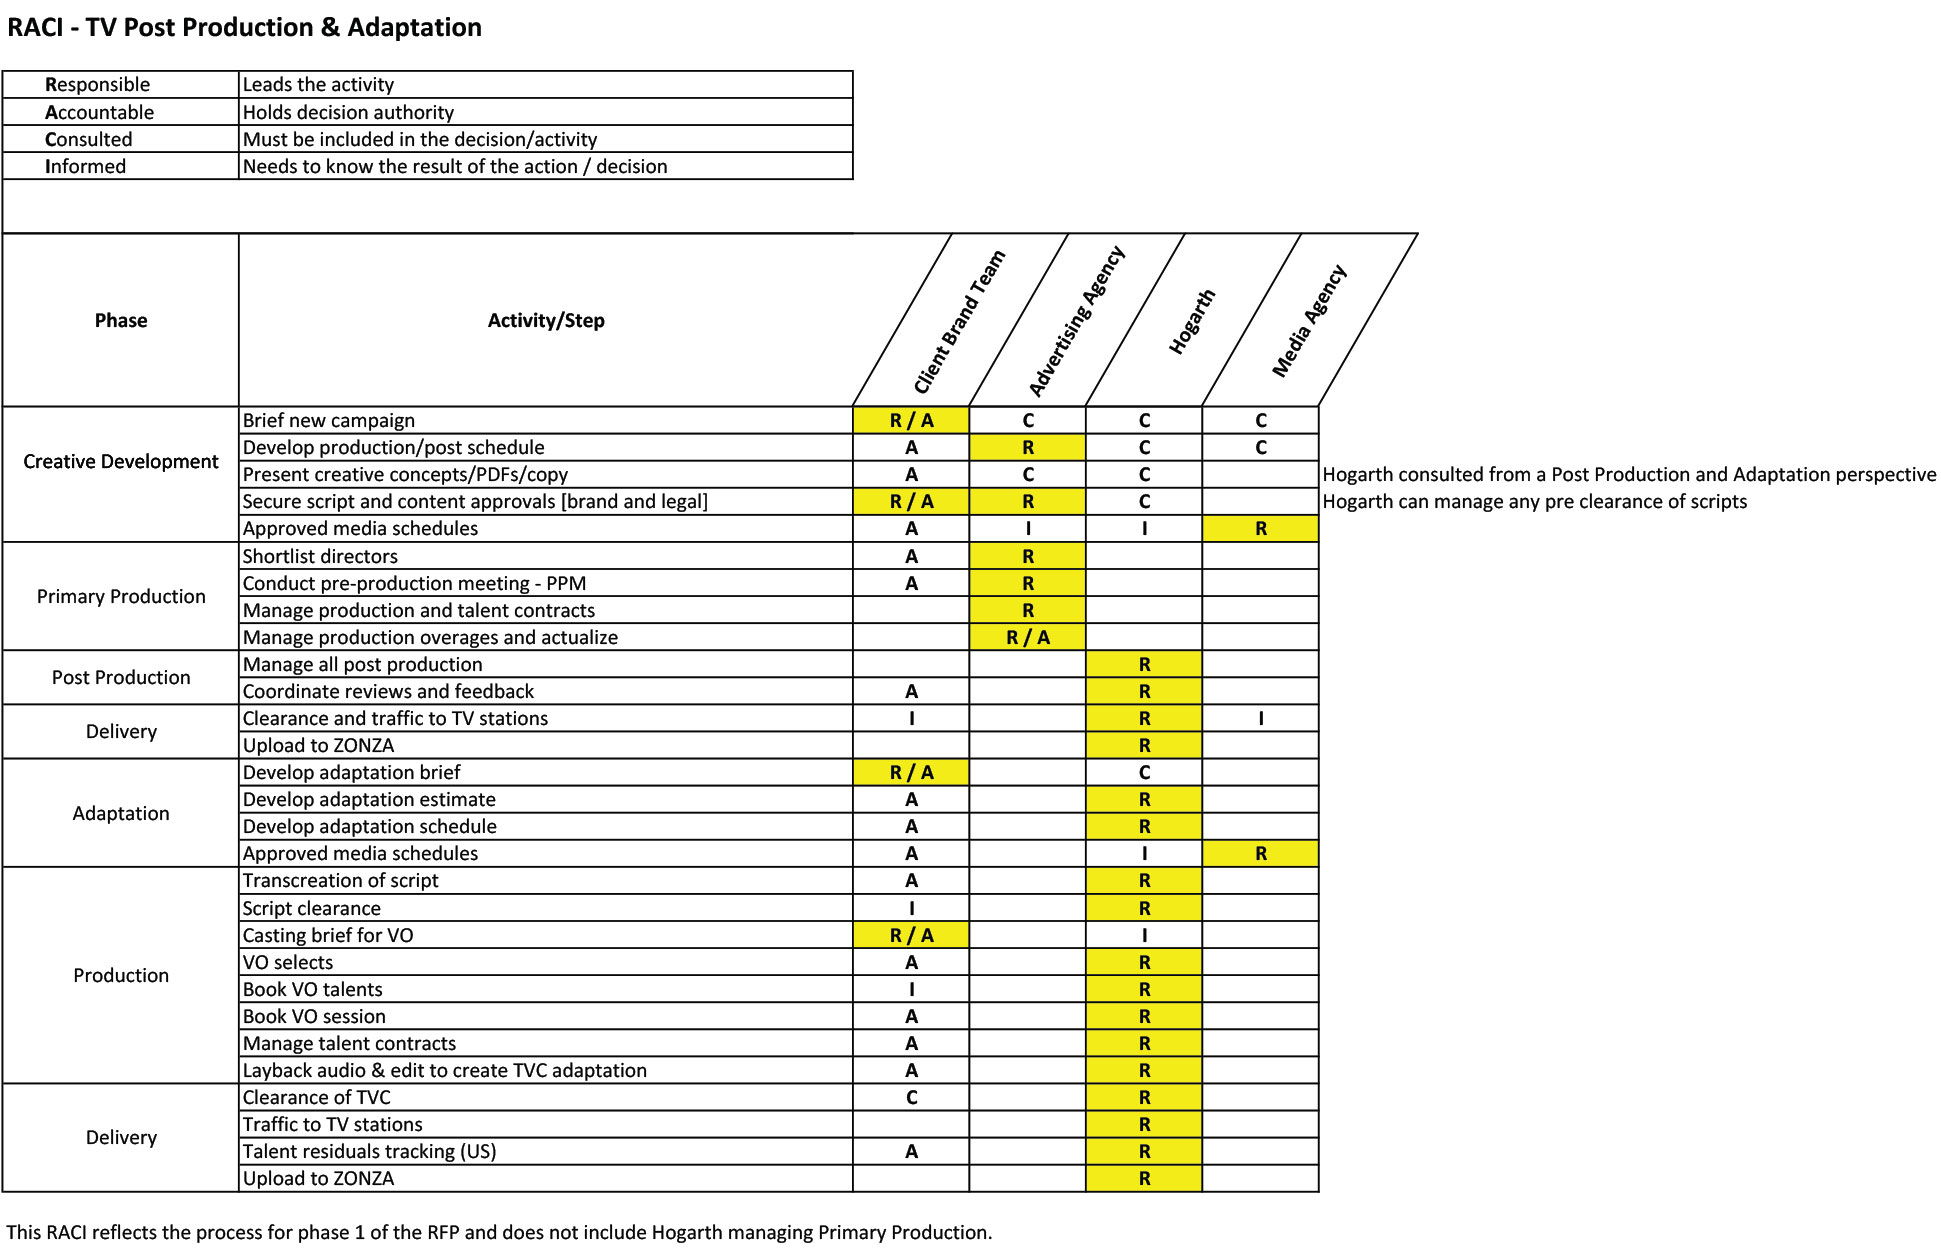 RACI - TV Post Production & Adaptation
Responsible Leads the activity
Accountable Holds decision authority
Consulted Must be included in the decision/activity
Informed Needs to know the result of the action / decision
Phase Activity/Step Client Brand Team Advertising Agency Hogarth Media Agency
Creative Development
Brief new campaign R / A C C C
Develop production/post schedule A R C C
Present creative concepts/PDFs/copy A C C Hogarth consulted from a Post Production and Adaptation perspective
Secure script and content approvals [brand and legal] R / A R C Hogarth can manage any pre clearance of scripts
Approved media schedules A I I R
Primary Production
Shortlist directors A R
Conduct pre-production meeting - PPM A R
Manage production and talent contracts R
Manage production overages and actualize R / A
Post Production
Manage all post production R
Coordinate reviews and feedback A R
Delivery
Clearance and traffic to TV stations I R I
Upload to ZONZA R
Adaptation
Develop adaptation brief R / A C
Develop adaptation estimate A R
Develop adaptation schedule A R
Approved media schedules A I R
Production
Transcreation of script A R
Script clearance I R
Casting brief for VO R / A I
VO selects A R
Book VO talents I R
Book VO session A R
Manage talent contracts A R
Layback audio & edit to create TVC adaptation A R
Delivery
Clearance of TVC C R
Traffic to TV stations R
Talent residuals tracking (US) A R
Upload to ZONZA R
This RACI reflects the process for phase 1 of the RFP and does not include Hogarth managing Primary Production.